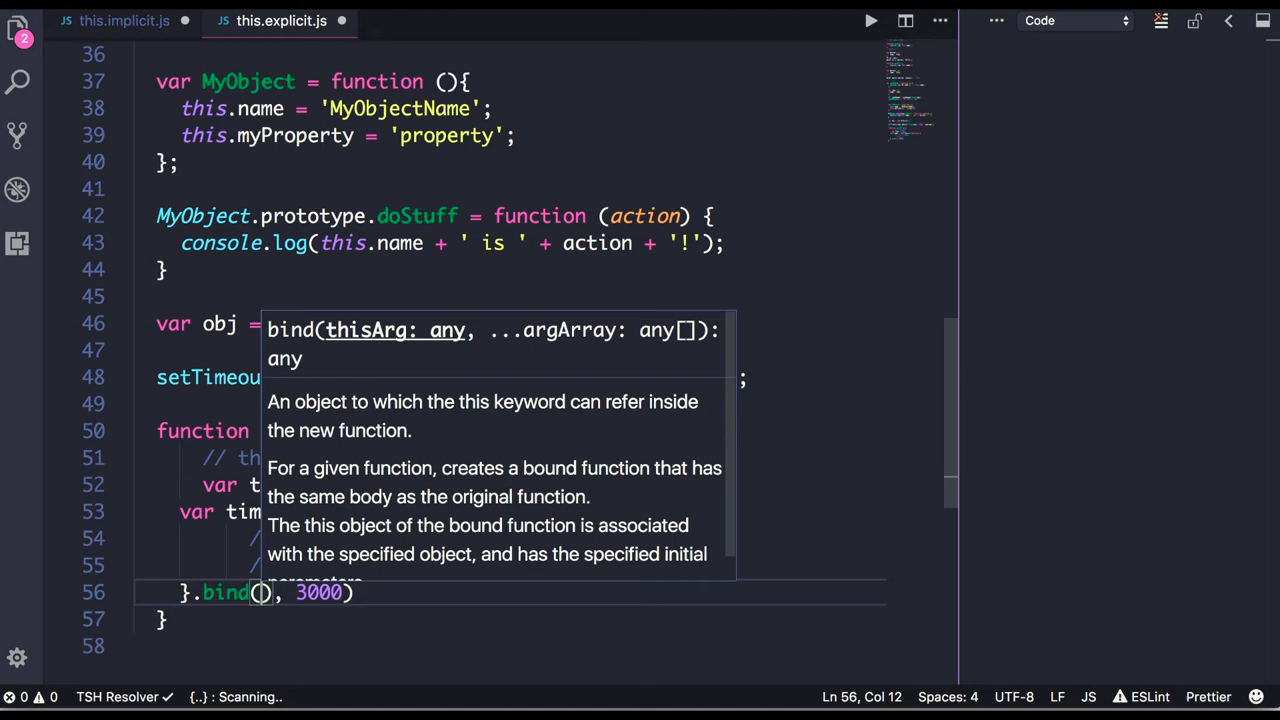 JS this.implicit.js
JS this.explicit.js
Code
2
36
37 var MyObject = function (){
38 this.name = 'MyObjectName';
39 this.myProperty = 'property';
40 };
41
42 MyObject.prototype.doStuff = function (action) {
43 console.log(this.name + ' is ' + action + '!');
44 }
45
46 var obj =
47
48 setTimeou ;
49
50 function
51 // th
52 var t
53 var tim
54 /
55 /
56 }.bind(), 3000)
57 }
58
bind(thisArg: any, ...argArray: any[]):
any
An object to which the this keyword can refer inside
the new function.
For a given function, creates a bound function that has
the same body as the original function.
The this object of the bound function is associated
with the specified object, and has the specified initial
parameters
0 0 TSH Resolver ✓ {..} : Scanning.. Ln 56, Col 12 Spaces: 4 UTF-8 LF JS ESLint Prettier